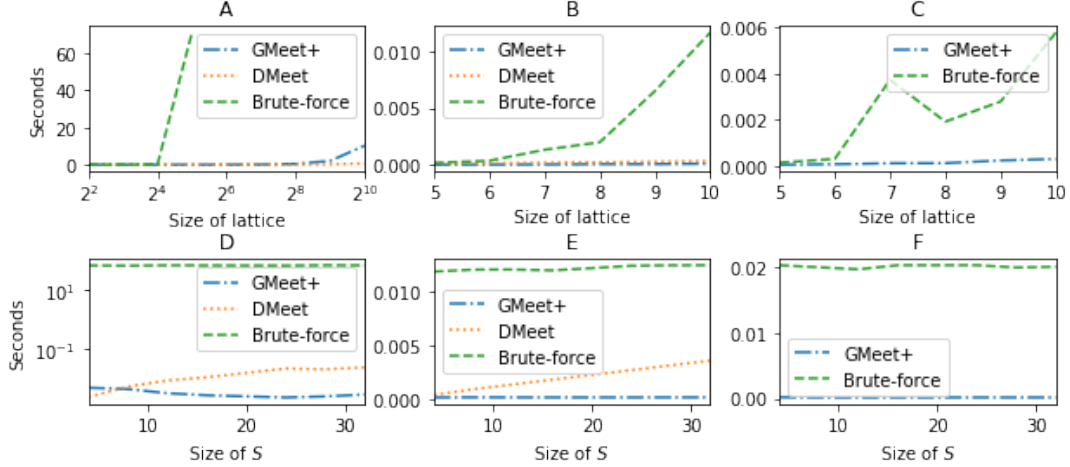 A
B
C
Seconds
60
40
20
0
2^2
2^4
2^6
2^8
2^10
Size of lattice
GMeet+
DMeet
Brute-force
0.010
0.005
0.000
5
6
7
8
9
10
Size of lattice
GMeet+
DMeet
Brute-force
0.006
0.004
0.002
0.000
5
6
7
8
9
10
Size of lattice
GMeet+
Brute-force
D
E
F
Seconds
10^1
10^−1
10
20
30
Size of S
GMeet+
DMeet
Brute-force
0.010
0.005
0.000
10
20
30
Size of S
GMeet+
DMeet
Brute-force
0.02
0.01
0.00
10
20
30
Size of S
GMeet+
Brute-force